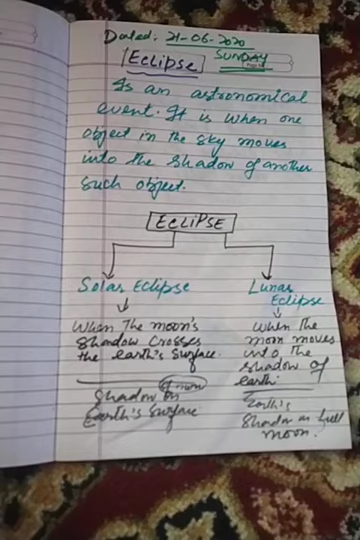 Dated: 21-06-2020
Eclipse SUNDAY
Is an astronomical
event. It is when one
object in the sky moves
into the shadow of another
such object.
ECLIPSE
Solar Eclipse
When The moon's
Shadow Crosses
the earth's surface.
of moon
Shadow on
Earth's Surface
Lunar
Eclipse
When The
moon moves
into The
shadow of
earth.
Earth's
Shadow on full
moon.